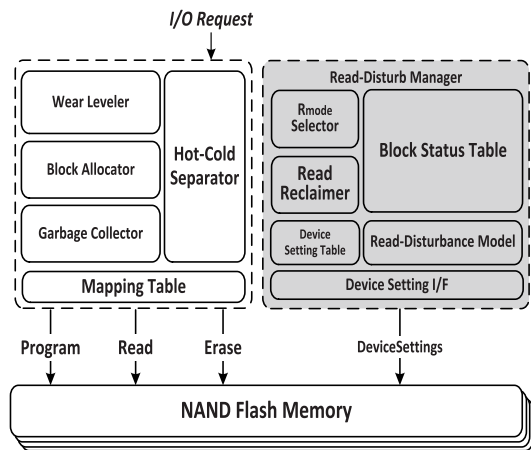 I/O Request
Wear Leveler
Block Allocator
Garbage Collector
Hot-Cold
Separator
Mapping Table
Read-Disturb Manager
Rmode
Selector
Read
Reclaimer
Block Status Table
Device
Setting Table
Read-Disturbance Model
Device Setting I/F
Program
Read
Erase
DeviceSettings
NAND Flash Memory